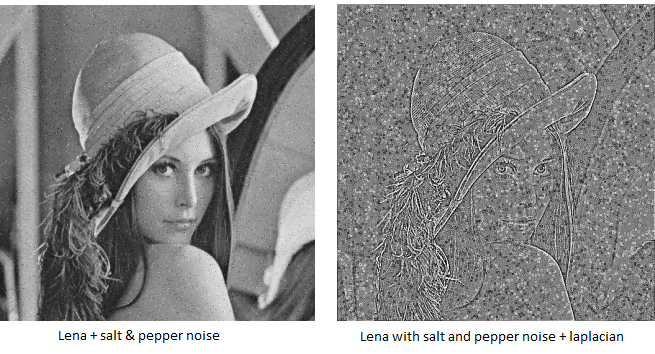 Lena + salt & pepper noise
Lena with salt and pepper noise + laplacian